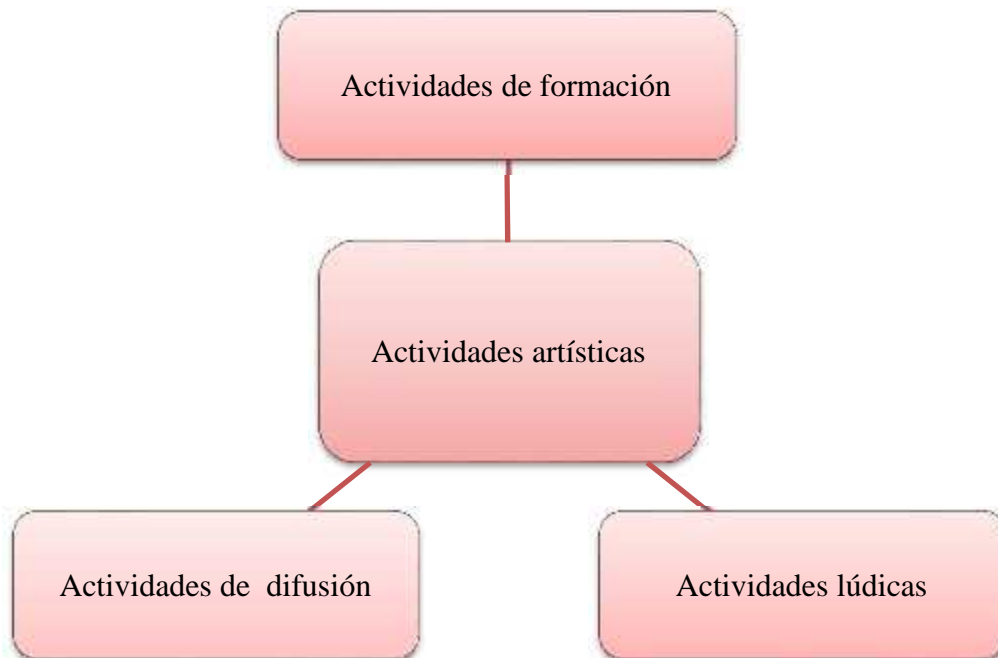 Actividades de formación
Actividades artísticas
Actividades de difusión
Actividades lúdicas